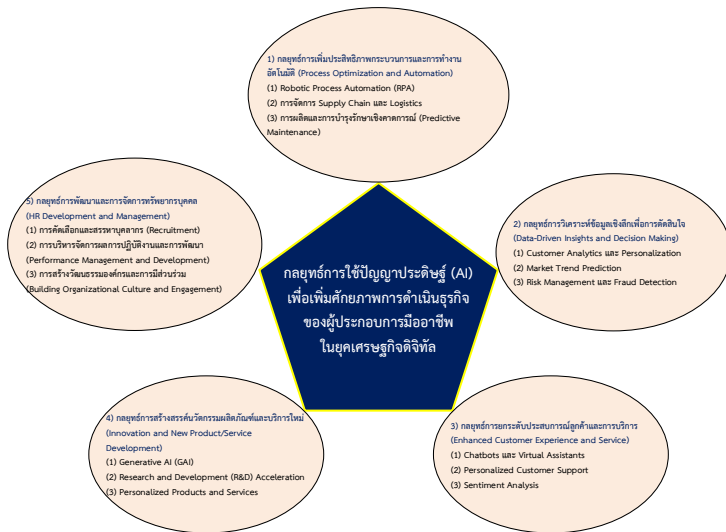 1) กลยุทธ์การเพิ่มประสิทธิภาพกระบวนการและการทำงาน
อัตโนมัติ (Process Optimization and Automation)
(1) Robotic Process Automation (RPA)
(2) การจัดการ Supply Chain และ Logistics
(3) การผลิตและการบำรุงรักษาเชิงคาดการณ์ (Predictive
Maintenance)
2) กลยุทธ์การวิเคราะห์ข้อมูลเชิงลึกเพื่อการตัดสินใจ
(Data-Driven Insights and Decision Making)
(1) Customer Analytics และ Personalization
(2) Market Trend Prediction
(3) Risk Management และ Fraud Detection
3) กลยุทธ์การยกระดับประสบการณ์ลูกค้าและการบริการ
(Enhanced Customer Experience and Service)
(1) Chatbots และ Virtual Assistants
(2) Personalized Customer Support
(3) Sentiment Analysis
4) กลยุทธ์การสร้างสรรค์นวัตกรรมผลิตภัณฑ์และบริการใหม่
(Innovation and New Product/Service
Development)
(1) Generative AI (GAI)
(2) Research and Development (R&D) Acceleration
(3) Personalized Products and Services
5) กลยุทธ์การพัฒนาและการจัดการทรัพยากรบุคคล
(HR Development and Management)
(1) การคัดเลือกและสรรหาบุคลากร (Recruitment)
(2) การบริหารจัดการผลการปฏิบัติงานและการพัฒนา
(Performance Management and Development)
(3) การสร้างวัฒนธรรมองค์กรและการมีส่วนร่วม
(Building Organizational Culture and Engagement)
กลยุทธ์การใช้ปัญญาประดิษฐ์ (AI)
เพื่อเพิ่มศักยภาพการดำเนินธุรกิจ
ของผู้ประกอบการมืออาชีพ
ในยุคเศรษฐกิจดิจิทัล